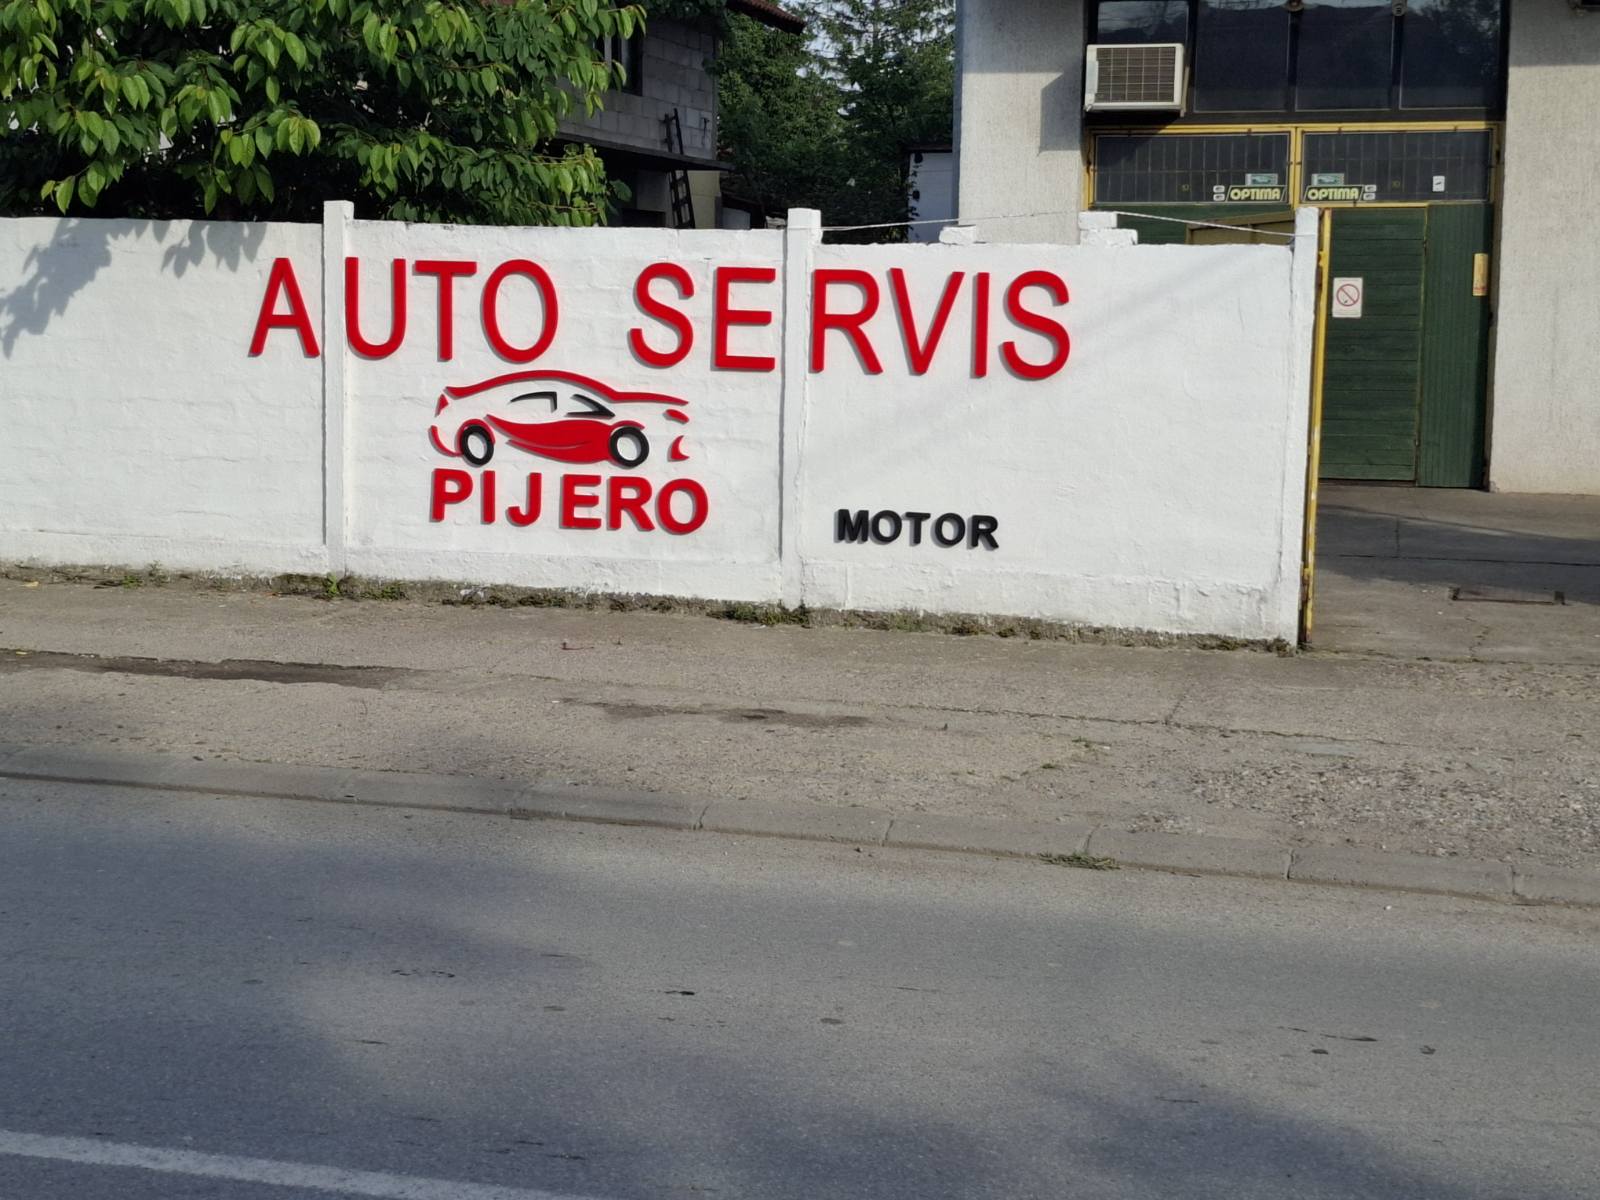 OPTIMA OPTIMA
AUTO SERVIS
PIJERO
MOTOR